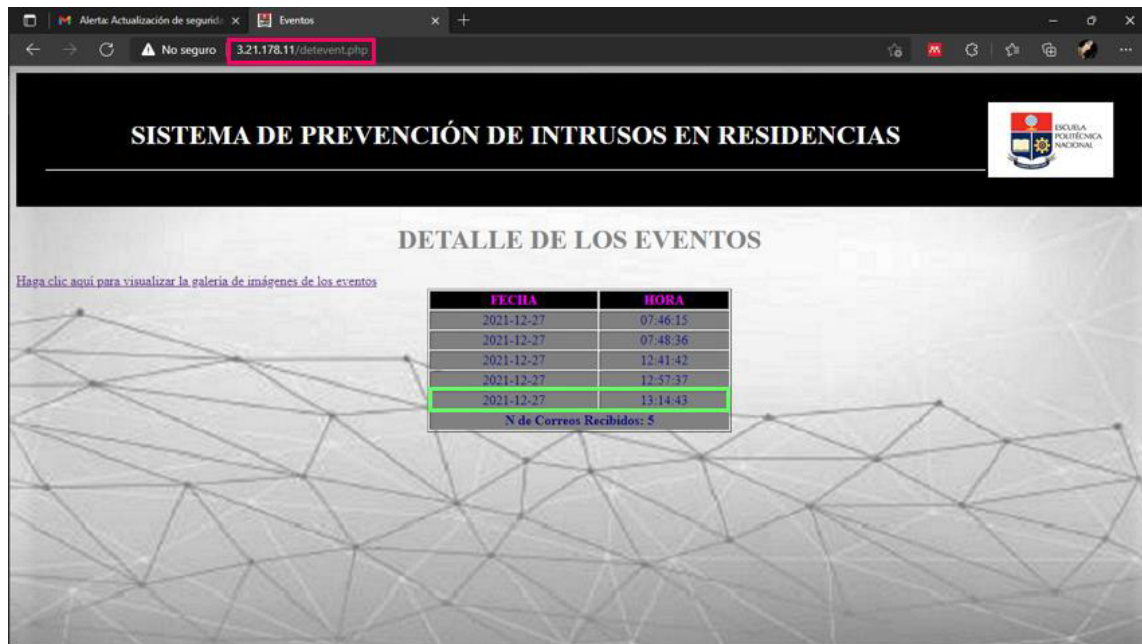 Alerta: Actualización de segurid
Eventos
No seguro
3.21.178.11/detevent.php
SISTEMA DE PREVENCIÓN DE INTRUSOS EN RESIDENCIAS
ESCUELA
POLITÉCNICA
NACIONAL
DETALLE DE LOS EVENTOS
Haga clic aquí para visualizar la galería de imágenes de los eventos
FECHA HORA
2021-12-27 07:46:15
2021-12-27 07:48:36
2021-12-27 12:41:42
2021-12-27 12:57:37
2021-12-27 13:14:43
N de Correos Recibidos: 5